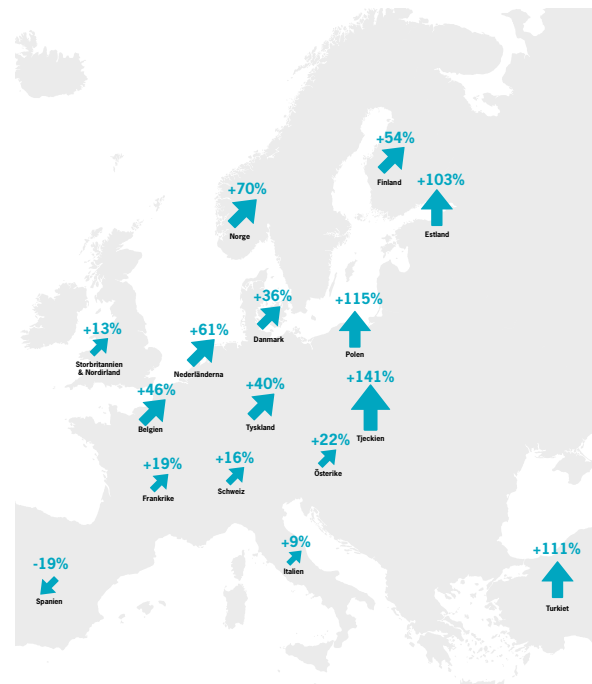 +54%
Finland
+103%
Estland
+70%
Norge
+36%
Danmark
+115%
Polen
+13%
Storbritannien
& Nordirland
+61%
Nederländerna
+141%
Tjeckien
+46%
Belgien
+40%
Tyskland
+22%
Österike
+19%
Frankrike
+16%
Schweiz
+9%
Italien
-19%
Spanien
+111%
Turkiet